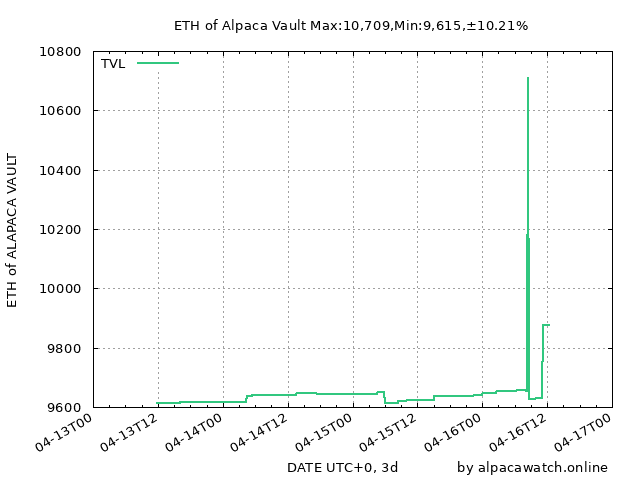 ETH of Alpaca Vault Max:10,709,Min:9,615,±10.21%
TVL
10800
10600
10400
10200
10000
9800
9600
ETH of ALAPACA VAULT
04-13T00
04-13T12
04-14T00
04-14T12
04-15T00
04-15T12
04-16T00
04-16T12
04-17T00
DATE UTC+0, 3d
by alpacawatch.online